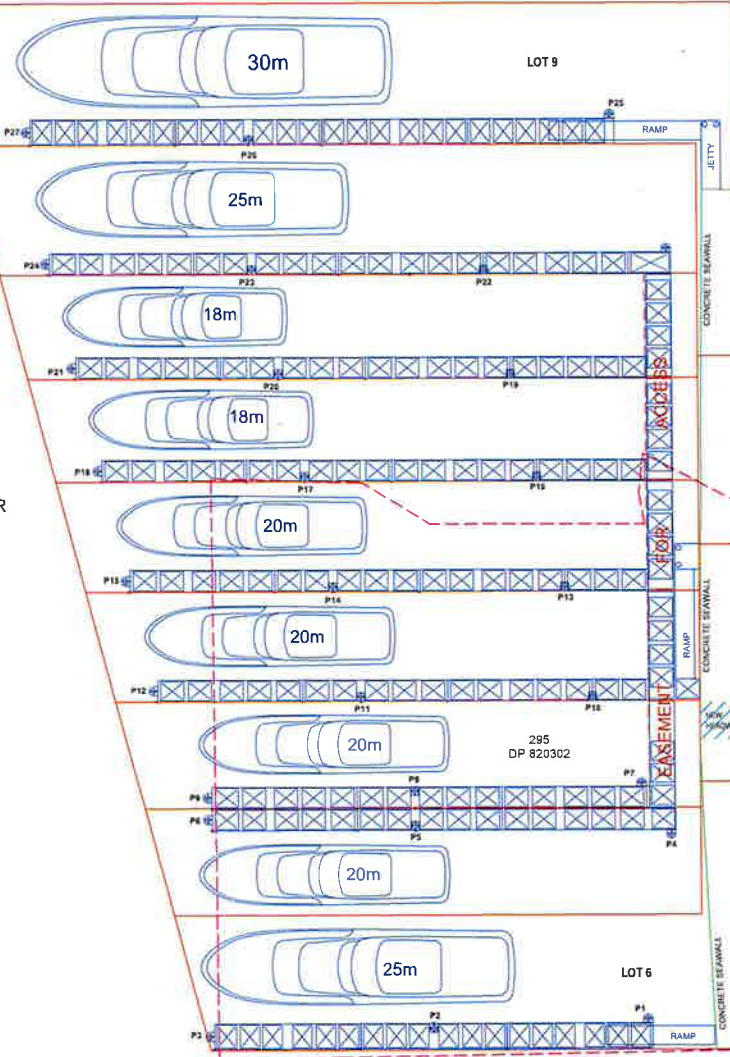 30m
LOT 9
P25
P27
RAMP
P26
JETTY
25m
P24
P23
P22
CONCRETE SEAWALL
18m
P21
P20
P19
18m
P18
P17
P16
R
20m
P15
P14
P13
20m
CONCRETE SEAWALL
RAMP
P12
P11
P10
EASEMENT FOR ACCESS
NEW
20m
295
DP 820302
P9
P8
P7
P6
P5
P4
20m
25m
LOT 6
CONCRETE SEAWALL
P3
P2
P1
RAMP